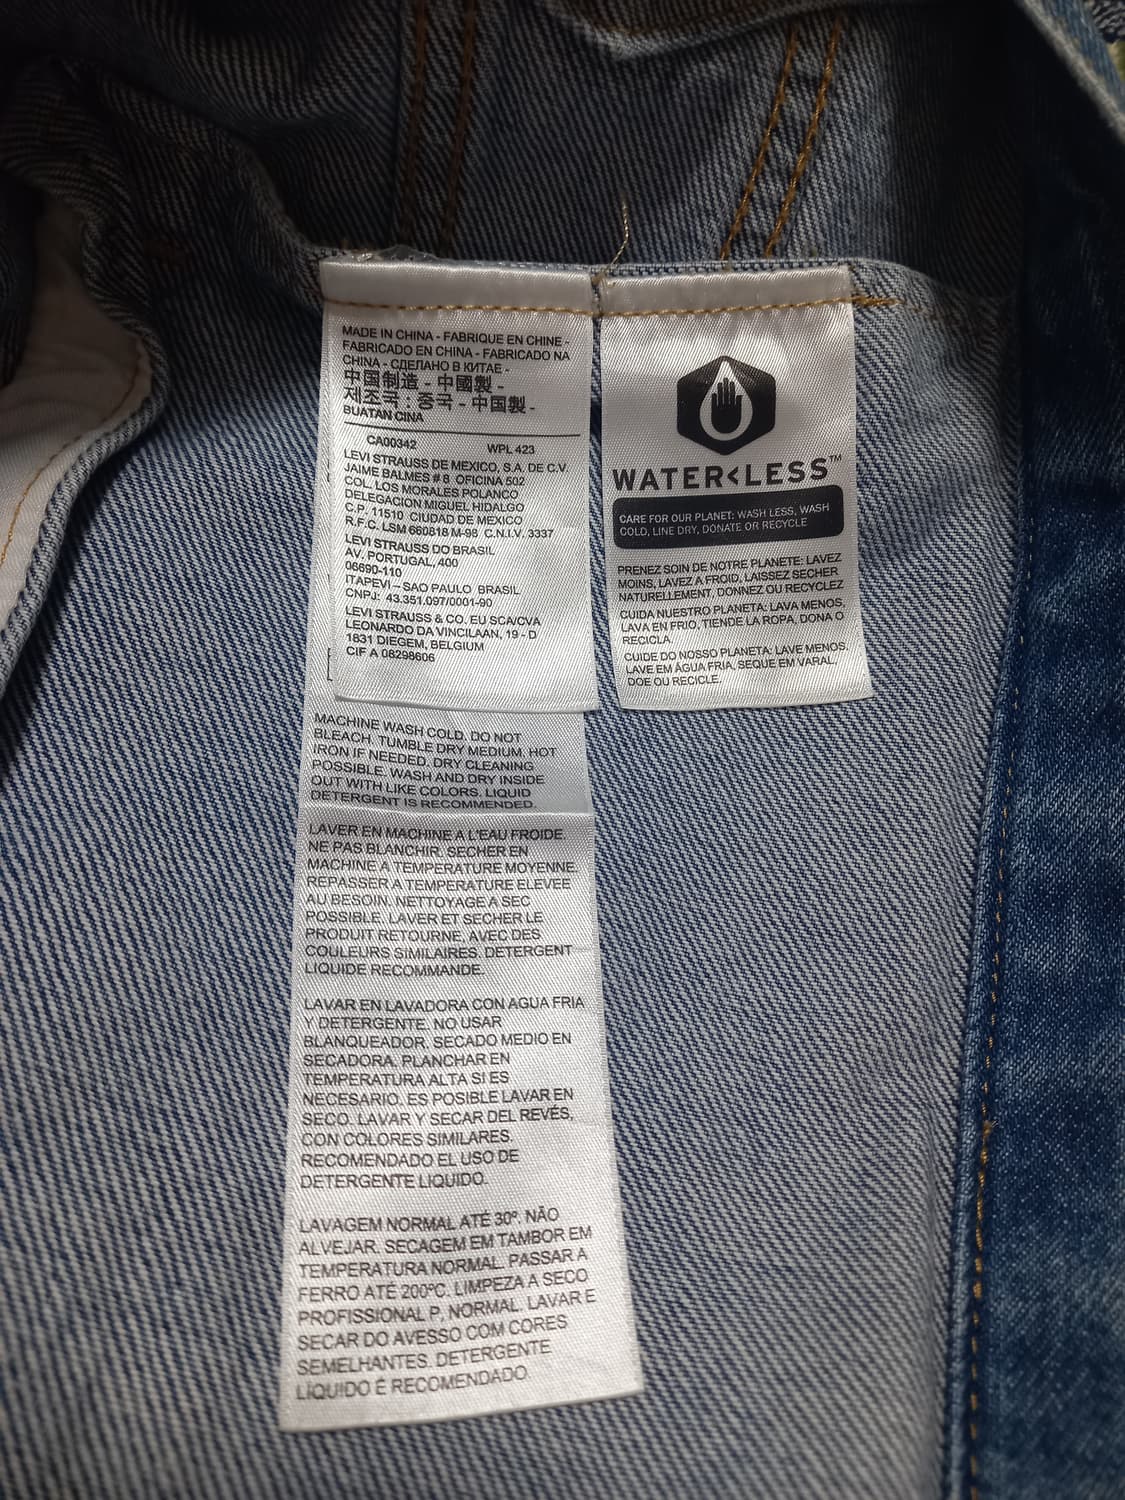 MADE IN CHINA - FABRIQUE EN CHINE -
FABRICADO EN CHINA - FABRICADO NA
CHINA - СДЕЛАНО В КИТАЕ -
中国制造 - 中國製 -
제조국 : 중국 - 中国製 -
BUATAN CINA
CA00342 WPL 423
LEVI STRAUSS DE MEXICO, S.A. DE C.V.
JAIME BALMES # 8 OFICINA 502
COL. LOS MORALES POLANCO
DELEGACION MIGUEL HIDALGO
C.P. 11510 CIUDAD DE MEXICO
R.F.C. LSM 660818 M-98 C.N.I.V. 3337
LEVI STRAUSS DO BRASIL
AV. PORTUGAL, 400
06690-110
ITAPEVI – SAO PAULO BRASIL
CNPJ: 43.351.097/0001-90
LEVI STRAUSS & CO. EU SCA/CVA
LEONARDO DA VINCILAAN, 19 - D
1831 DIEGEM, BELGIUM
CIF A 08298606
WATER<LESS™
CARE FOR OUR PLANET: WASH LESS, WASH
COLD, LINE DRY, DONATE OR RECYCLE
PRENEZ SOIN DE NOTRE PLANETE: LAVEZ
MOINS, LAVEZ A FROID, LAISSEZ SECHER
NATURELLEMENT, DONNEZ OU RECYCLEZ
CUIDA NUESTRO PLANETA: LAVA MENOS,
LAVA EN FRIO, TIENDE LA ROPA, DONA O
RECICLA.
CUIDE DO NOSSO PLANETA: LAVE MENOS,
LAVE EM ÁGUA FRIA, SEQUE EM VARAL,
DOE OU RECICLE.
MACHINE WASH COLD. DO NOT
BLEACH. TUMBLE DRY MEDIUM. HOT
IRON IF NEEDED. DRY CLEANING
POSSIBLE. WASH AND DRY INSIDE
OUT WITH LIKE COLORS. LIQUID
DETERGENT IS RECOMMENDED.
LAVER EN MACHINE A L'EAU FROIDE.
NE PAS BLANCHIR. SECHER EN
MACHINE A TEMPERATURE MOYENNE.
REPASSER A TEMPERATURE ELEVEE
AU BESOIN. NETTOYAGE A SEC
POSSIBLE. LAVER ET SECHER LE
PRODUIT RETOURNE, AVEC DES
COULEURS SIMILAIRES. DETERGENT
LIQUIDE RECOMMANDE.
LAVAR EN LAVADORA CON AGUA FRIA
Y DETERGENTE. NO USAR
BLANQUEADOR. SECADO MEDIO EN
SECADORA. PLANCHAR EN
TEMPERATURA ALTA SI ES
NECESARIO. ES POSIBLE LAVAR EN
SECO. LAVAR Y SECAR DEL REVÉS,
CON COLORES SIMILARES.
RECOMENDADO EL USO DE
DETERGENTE LIQUIDO.
LAVAGEM NORMAL ATÉ 30º. NÃO
ALVEJAR. SECAGEM EM TAMBOR EM
TEMPERATURA NORMAL. PASSAR A
FERRO ATÉ 200ºC. LIMPEZA A SECO
PROFISSIONAL P, NORMAL. LAVAR E
SECAR DO AVESSO COM CORES
SEMELHANTES. DETERGENTE
LÍQUIDO É RECOMENDADO.